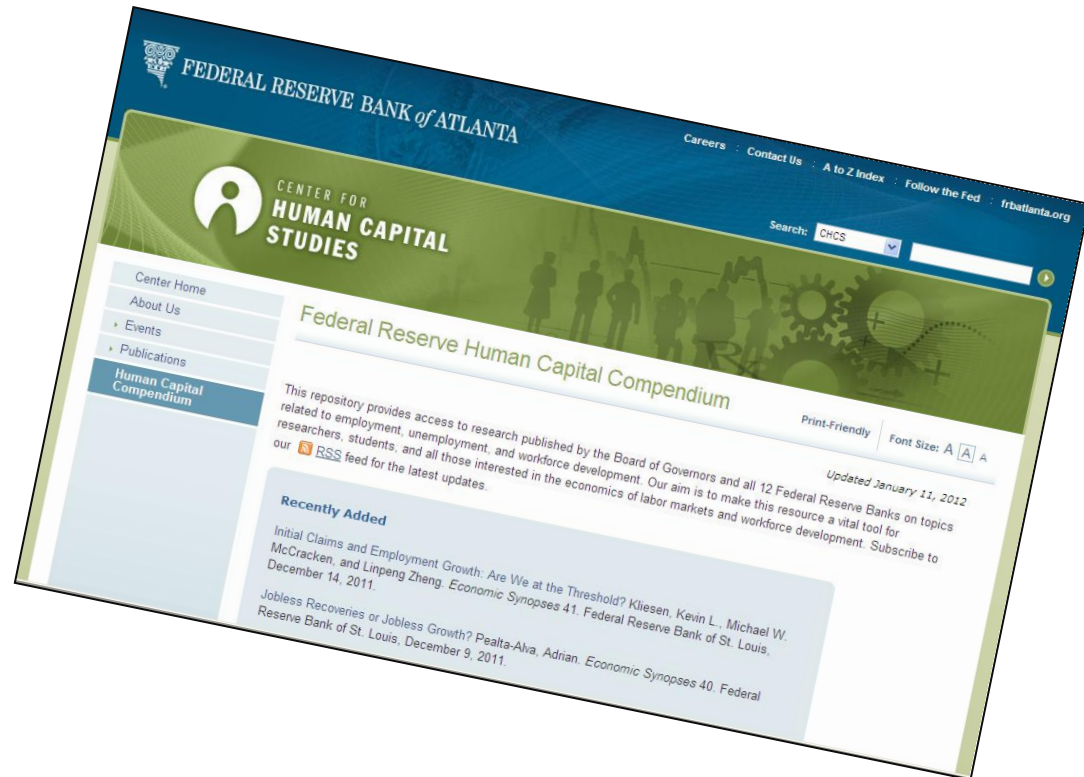 FEDERAL RESERVE BANK of ATLANTA
Careers : Contact Us : A to Z Index : Follow the Fed : frbatlanta.org
Search: CHCS
CENTER FOR
HUMAN CAPITAL
STUDIES
Center Home
About Us
Events
Publications
Human Capital
Compendium
Federal Reserve Human Capital Compendium
Print-Friendly Font Size: A A A
Updated January 11, 2012
This repository provides access to research published by the Board of Governors and all 12 Federal Reserve Banks on topics
related to employment, unemployment, and workforce development. Our aim is to make this resource a vital tool for
researchers, students, and all those interested in the economics of labor markets and workforce development. Subscribe to
our RSS feed for the latest updates.
Recently Added
Initial Claims and Employment Growth: Are We at the Threshold? Kliesen, Kevin L., Michael W.
McCracken, and Linpeng Zheng. Economic Synopses 41. Federal Reserve Bank of St. Louis,
December 14, 2011.
Jobless Recoveries or Jobless Growth? Pealta-Alva, Adrian. Economic Synopses 40. Federal
Reserve Bank of St. Louis, December 9, 2011.